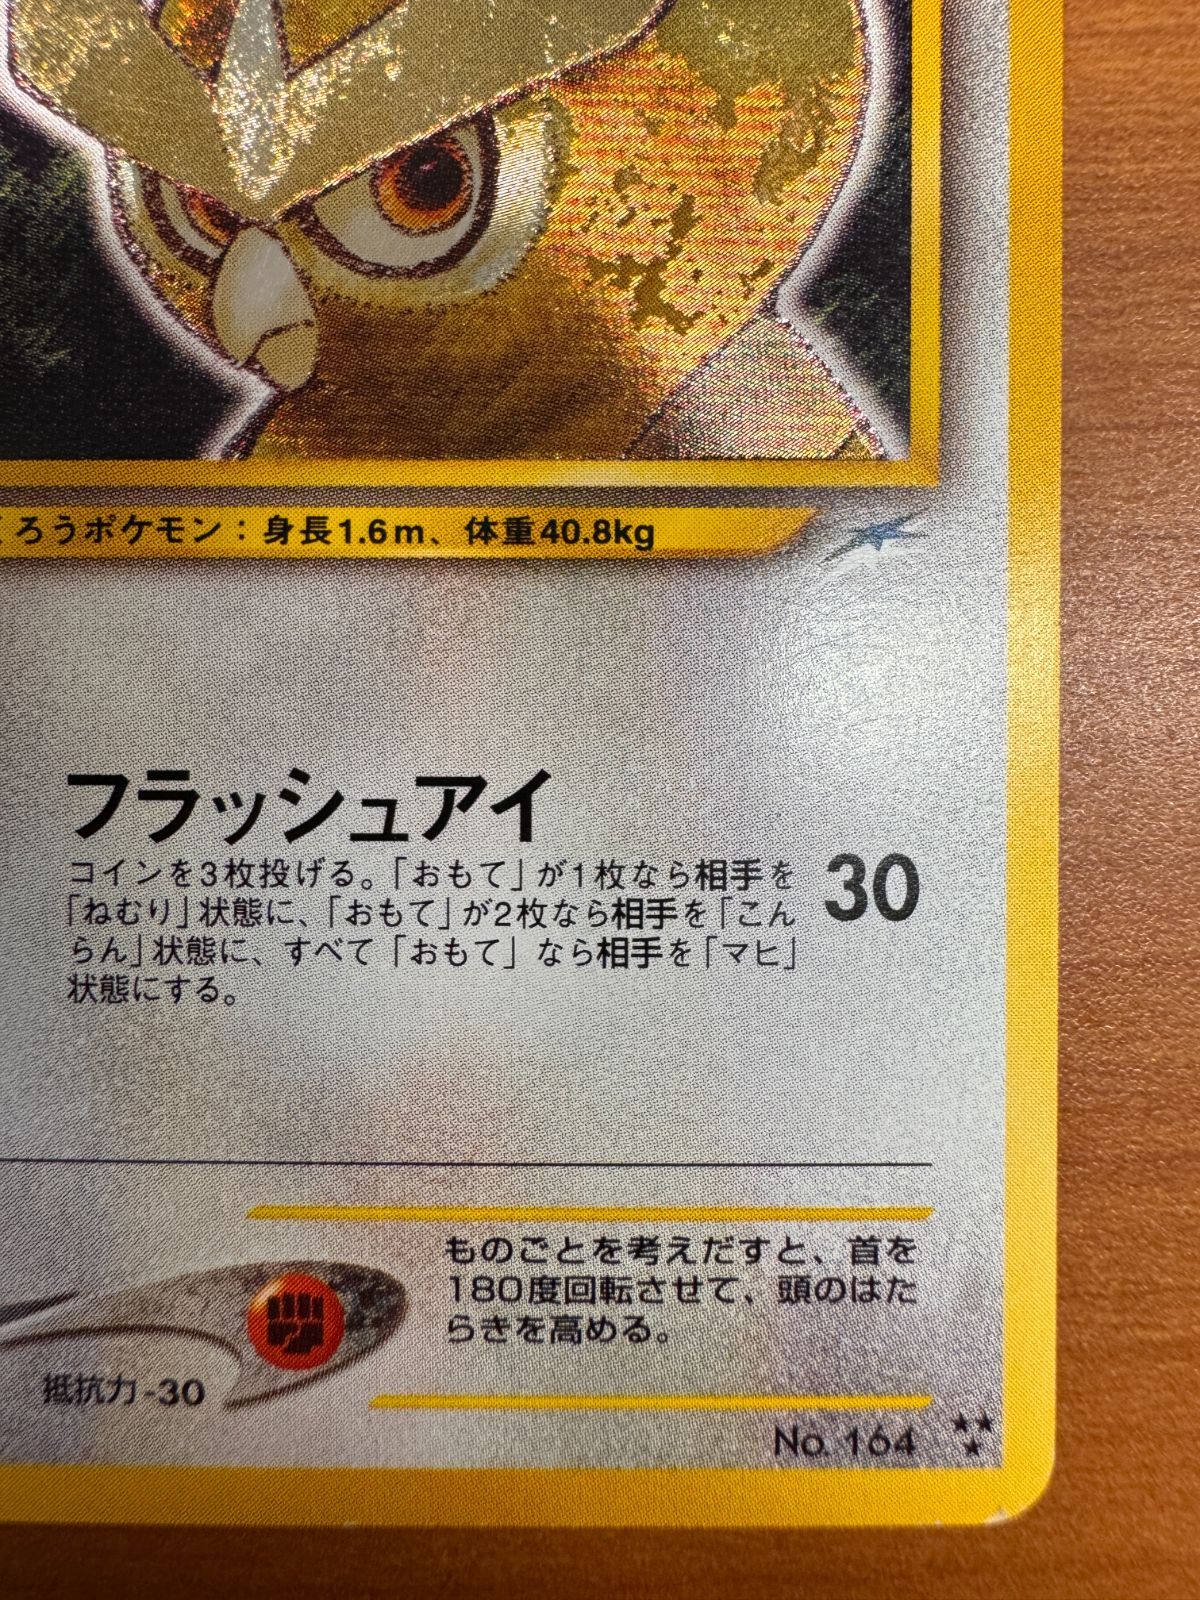 くろうポケモン：身長1.6m、体重40.8kg
フラッシュアイ
コインを3枚投げる。「おもて」が1枚なら相手を
「ねむり」状態に、「おもて」が2枚なら相手を「こん
らん」状態に、すべて「おもて」なら相手を「マヒ」
状態にする。
30
ものごとを考えだすと、首を
180度回転させて、頭のはた
らきを高める。
抵抗力-30
No. 164